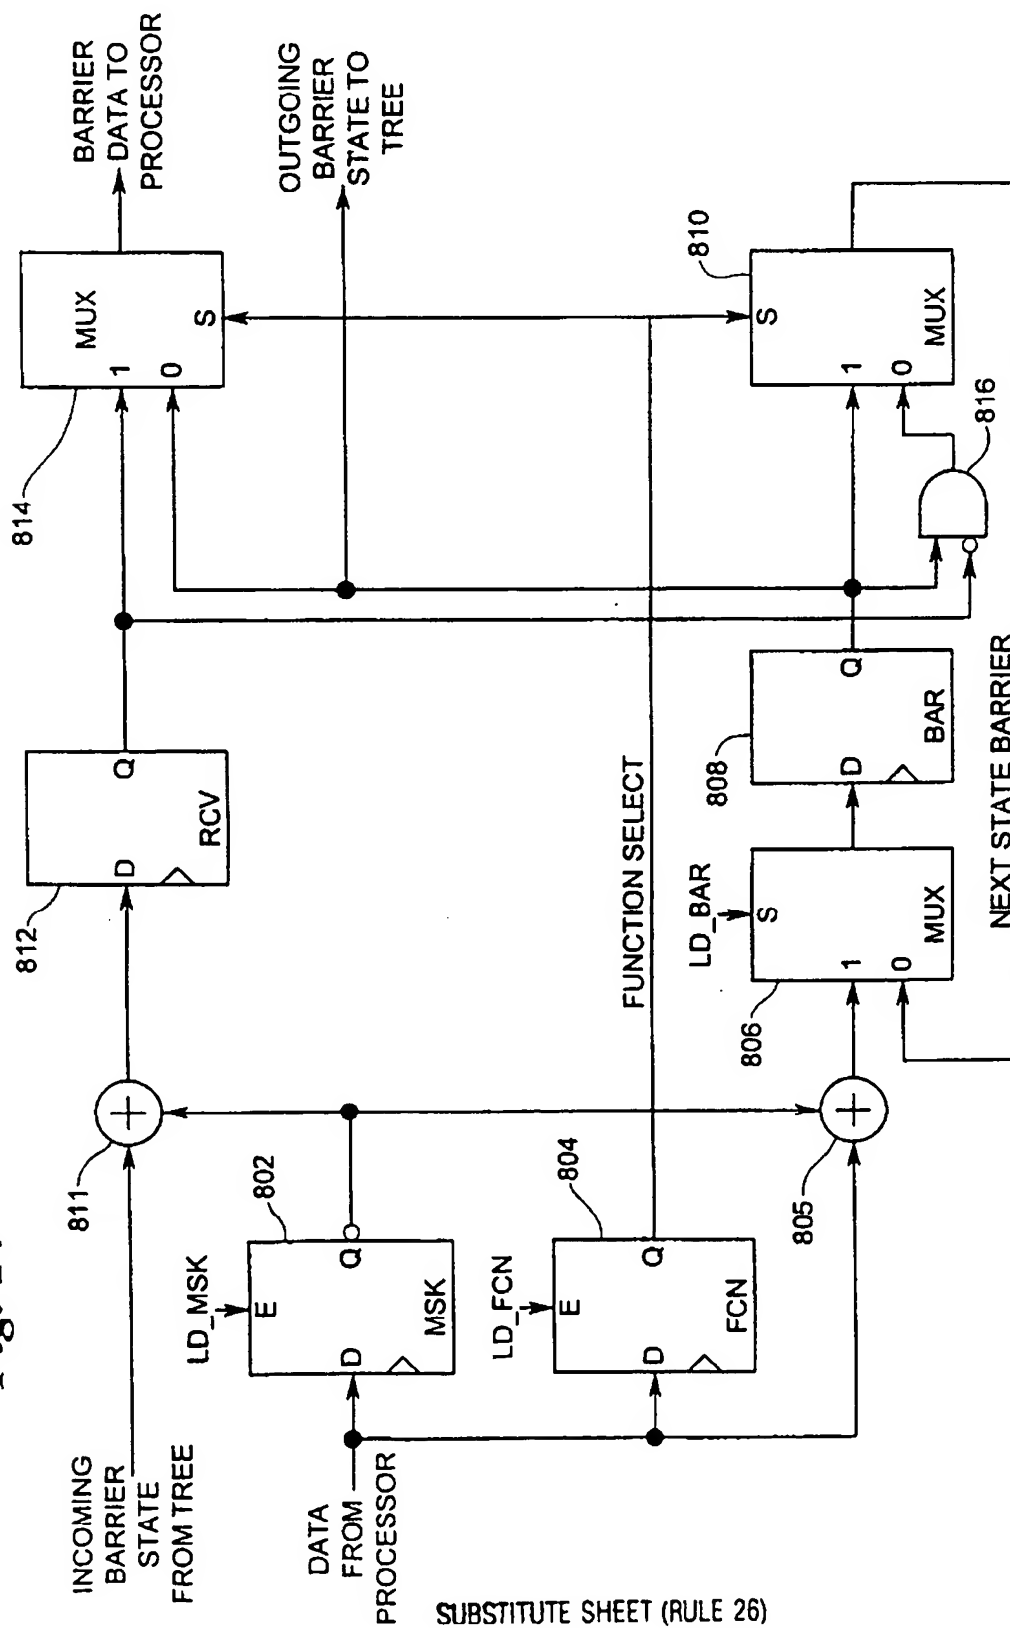 INCOMING
BARRIER
STATE
FROM TREE
811
D
Q
RCV
812
MUX
1
0
S
814
BARRIER
DATA TO
PROCESSOR
OUTGOING
BARRIER
STATE TO
TREE
DATA
FROM
PROCESSOR
LD_MSK
E
D
Q
MSK
802
LD_FCN
E
D
Q
FCN
804
FUNCTION SELECT
805
LD_BAR
S
1
0
MUX
806
D
Q
BAR
808
S
1
0
MUX
810
816
NEXT STATE BARRIER
SUBSTITUTE SHEET (RULE 26)